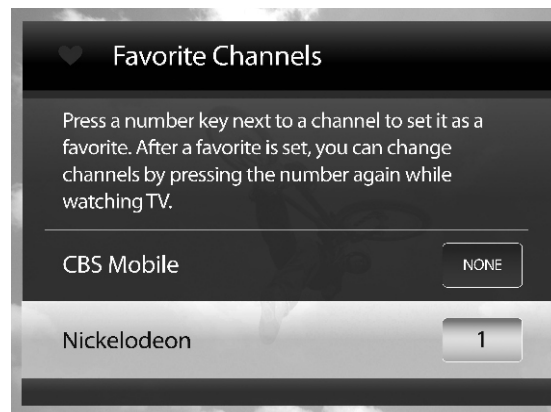 Favorite Channels
Press a number key next to a channel to set it as a
favorite. After a favorite is set, you can change
channels by pressing the number again while
watching TV.
CBS Mobile NONE
Nickelodeon 1